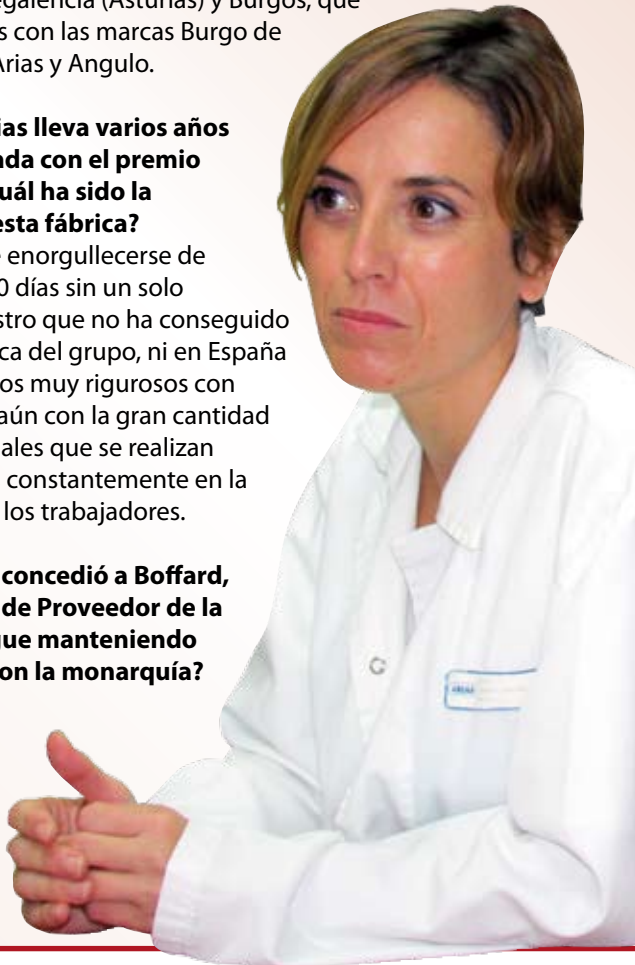 egalencia (Asturias) y Burgos, que
s con las marcas Burgo de
Arias y Angulo.
ias lleva varios años
ada con el premio
uál ha sido la
esta fábrica?
e enorgullecerse de
0 días sin un solo
stro que no ha conseguido
ca del grupo, ni en España
os muy rigurosos con
aún con la gran cantidad
ales que se realizan
constantemente en la
los trabajadores.
concedió a Boffard,
de Proveedor de la
gue manteniendo
on la monarquía?
ARIAS